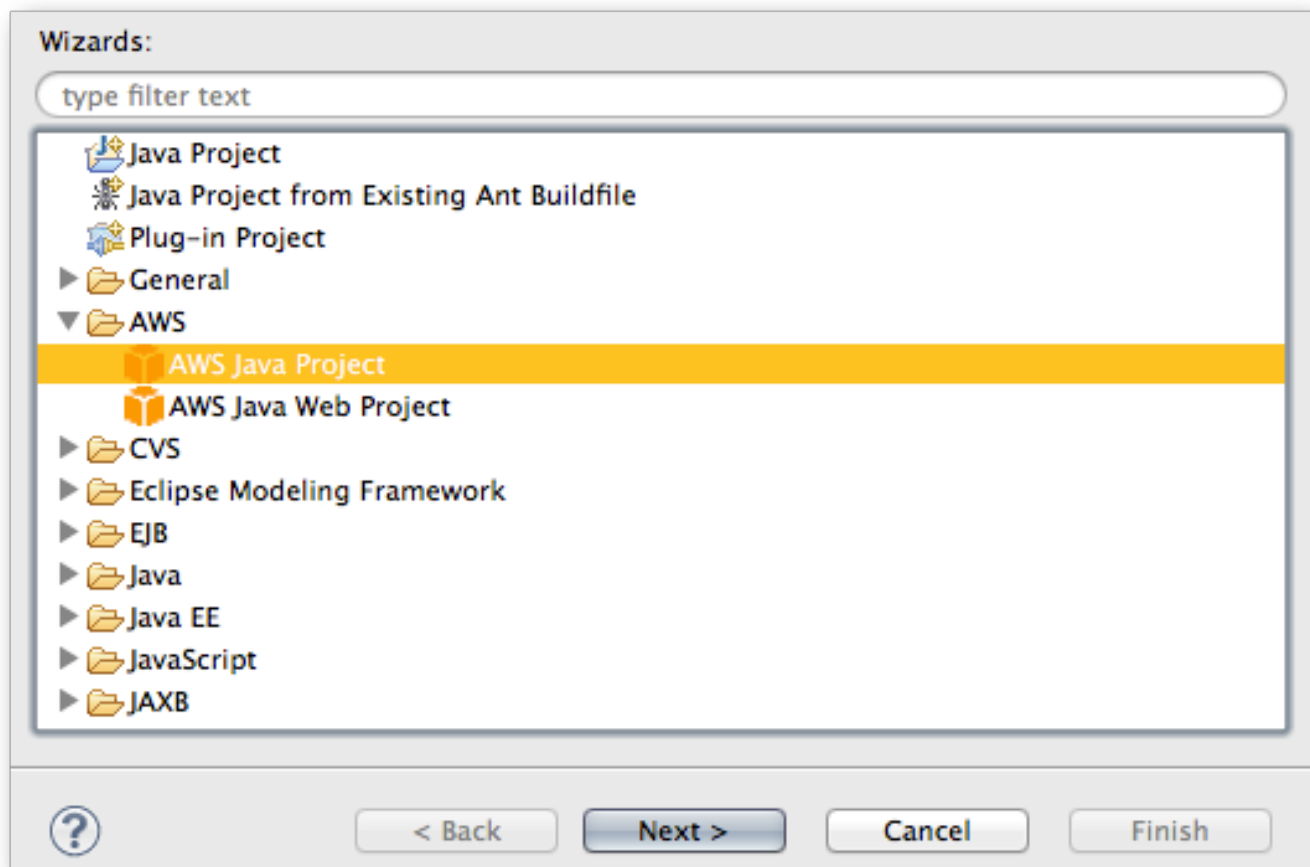 Wizards:
type filter text
Java Project
Java Project from Existing Ant Buildfile
Plug-in Project
General
AWS
AWS Java Project
AWS Java Web Project
CVS
Eclipse Modeling Framework
EJB
Java
Java EE
JavaScript
JAXB
? < Back Next > Cancel Finish